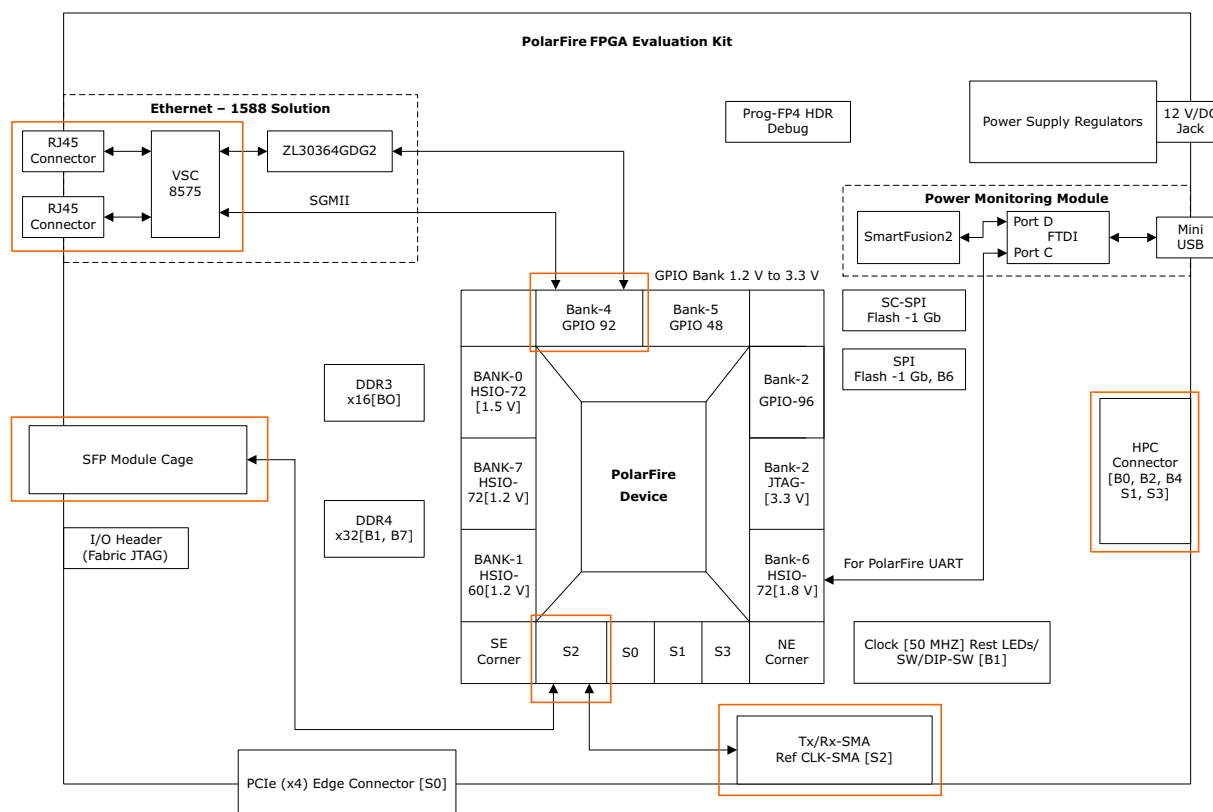 PolarFire FPGA Evaluation Kit
Ethernet – 1588 Solution
RJ45
Connector
VSC
8575
ZL30364GDG2
RJ45
Connector
SGMII
Prog-FP4 HDR
Debug
Power Supply Regulators
12 V/DC
Jack
Power Monitoring Module
SmartFusion2
Port D
FTDI
Port C
Mini
USB
GPIO Bank 1.2 V to 3.3 V
Bank-4
GPIO 92
Bank-5
GPIO 48
SC-SPI
Flash -1 Gb
SPI
Flash -1 Gb, B6
DDR3
x16[BO]
BANK-0
HSIO-72
[1.5 V]
Bank-2
GPIO-96
SFP Module Cage
BANK-7
HSIO-
72[1.2 V]
PolarFire
Device
Bank-2
JTAG-
[3.3 V]
HPC
Connector
[B0, B2, B4
S1, S3]
I/O Header
(Fabric JTAG)
DDR4
x32[B1, B7]
BANK-1
HSIO-
60[1.2 V]
Bank-6
HSIO-
72[1.8 V]
For PolarFire UART
SE
Corner
S2
S0
S1
S3
NE
Corner
Clock [50 MHZ] Rest LEDs/
SW/DIP-SW [B1]
Tx/Rx-SMA
Ref CLK-SMA [S2]
PCIe (x4) Edge Connector [S0]